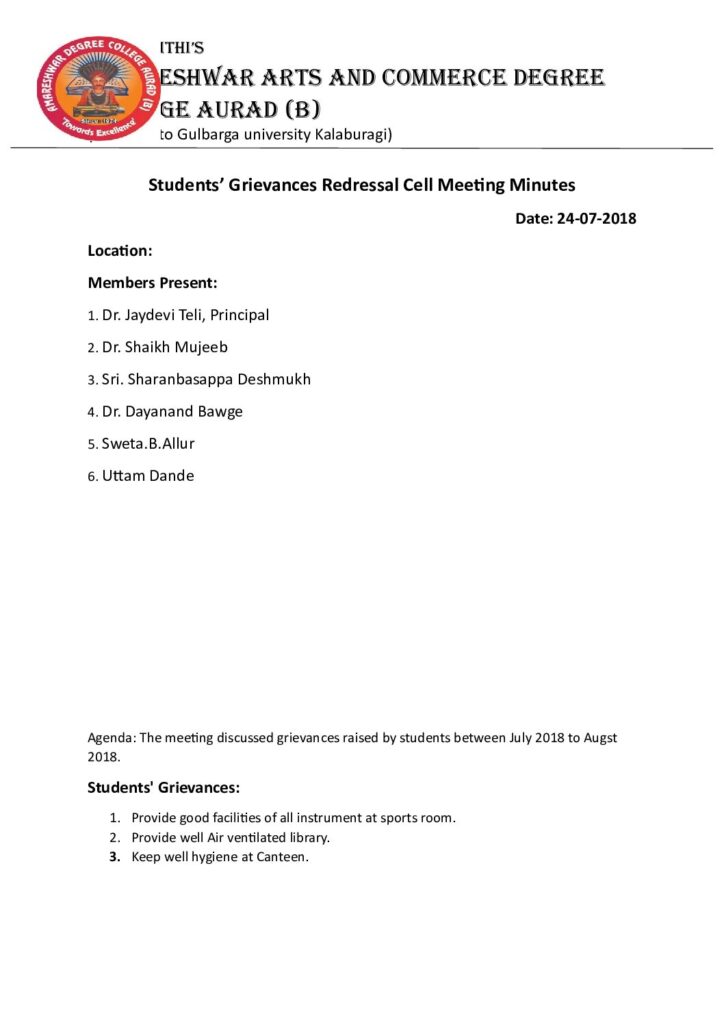 AMARESHWAR DEGREE COLLEGE AURAD (B)
Towards Excellence
ITHI'S
ESHWAR ARTS AND COMMERCE DEGREE
GE AURAD (B)
to Gulbarga university Kalaburagi)
Students' Grievances Redressal Cell Meeting Minutes
Date: 24-07-2018
Location:
Members Present:
1. Dr. Jaydevi Teli, Principal
2. Dr. Shaikh Mujeeb
3. Sri. Sharanbasappa Deshmukh
4. Dr. Dayanand Bawge
5. Sweta.B.Allur
6. Uttam Dande
Agenda: The meeting discussed grievances raised by students between July 2018 to Augst
2018.
Students' Grievances:
1. Provide good facilities of all instrument at sports room.
2. Provide well Air ventilated library.
3. Keep well hygiene at Canteen.